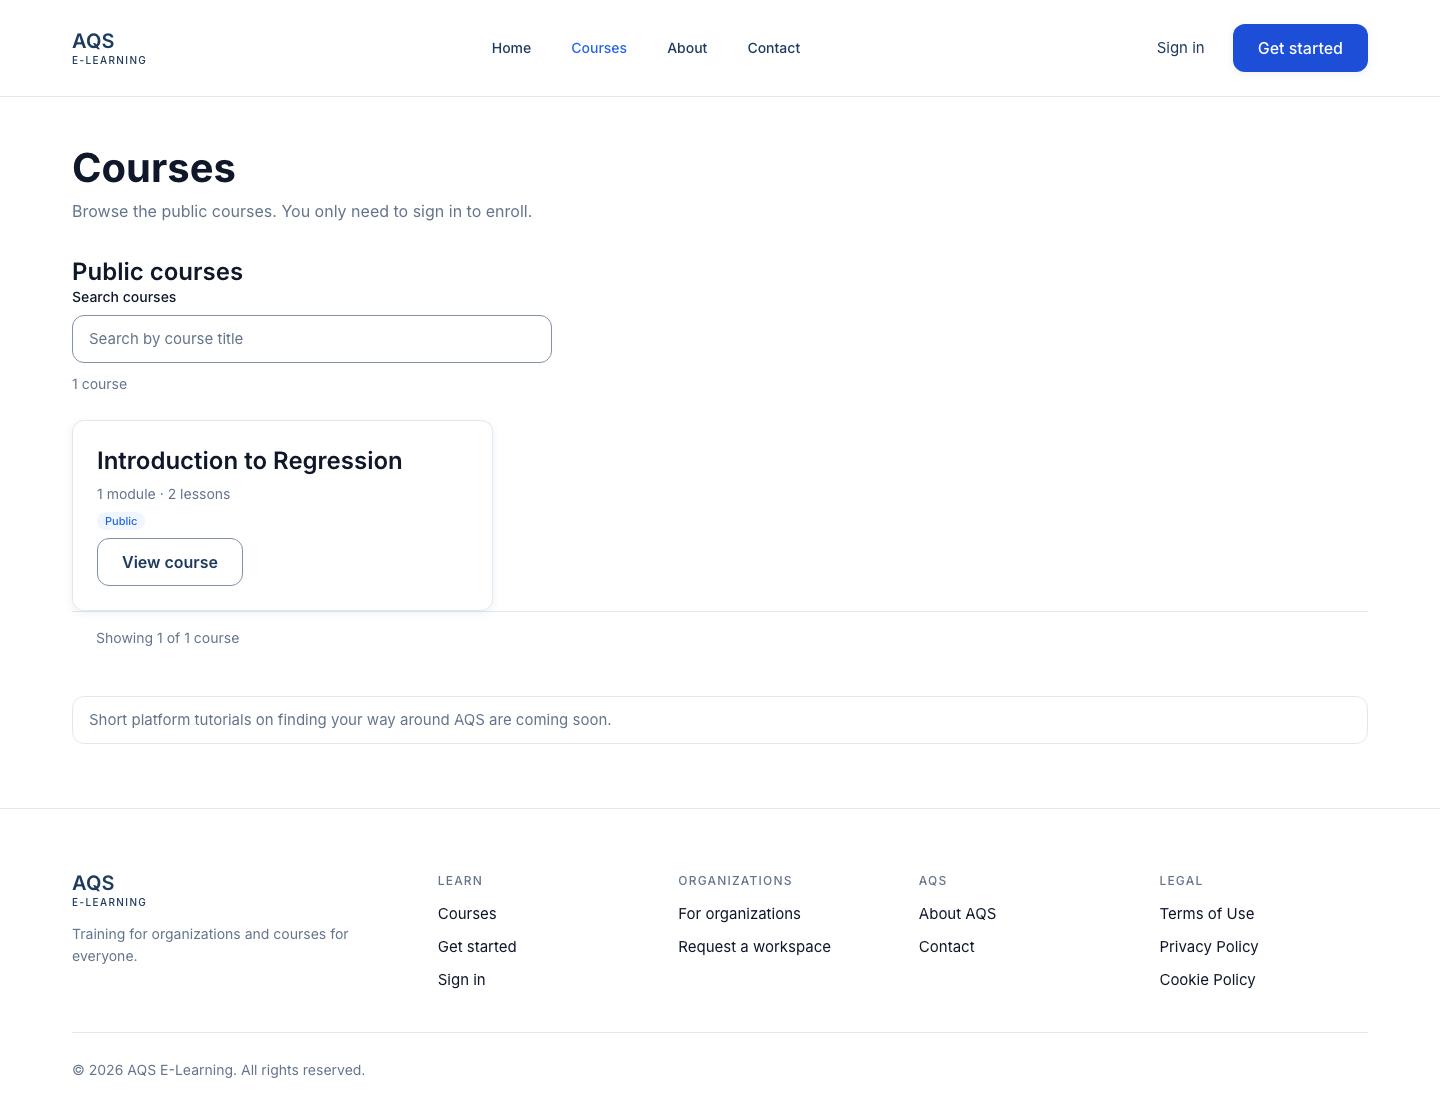 AQS
E-LEARNING
Home
Courses
About
Contact
Sign in
Get started
Courses
Browse the public courses. You only need to sign in to enroll.
Public courses
Search courses
Search by course title
1 course
Introduction to Regression
1 module · 2 lessons
Public
View course
Showing 1 of 1 course
Short platform tutorials on finding your way around AQS are coming soon.
AQS
E-LEARNING
Training for organizations and courses for
everyone.
LEARN
Courses
Get started
Sign in
ORGANIZATIONS
For organizations
Request a workspace
AQS
About AQS
Contact
LEGAL
Terms of Use
Privacy Policy
Cookie Policy
© 2026 AQS E-Learning. All rights reserved.